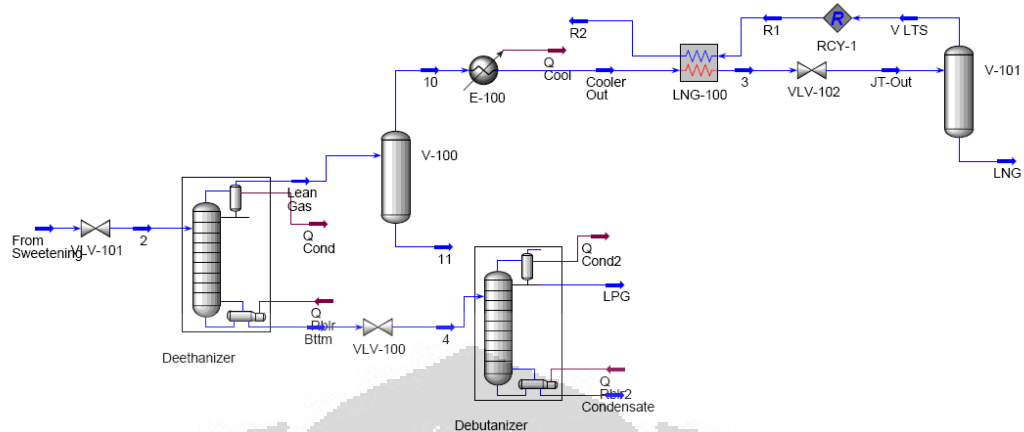 R2
R1
R
RCY-1
V LTS
10
Q
Cool
E-100
Cooler
Out
LNG-100
3
VLV-102
JT-Out
V-101
LNG
V-100
Lean
Gas
11
From
Sweetening
VLV-101
2
Q
Cond
Q
Rblr
Bttm
Deethanizer
VLV-100
4
Q
Cond2
LPG
Q
Rblr2
Condensate
Debutanizer